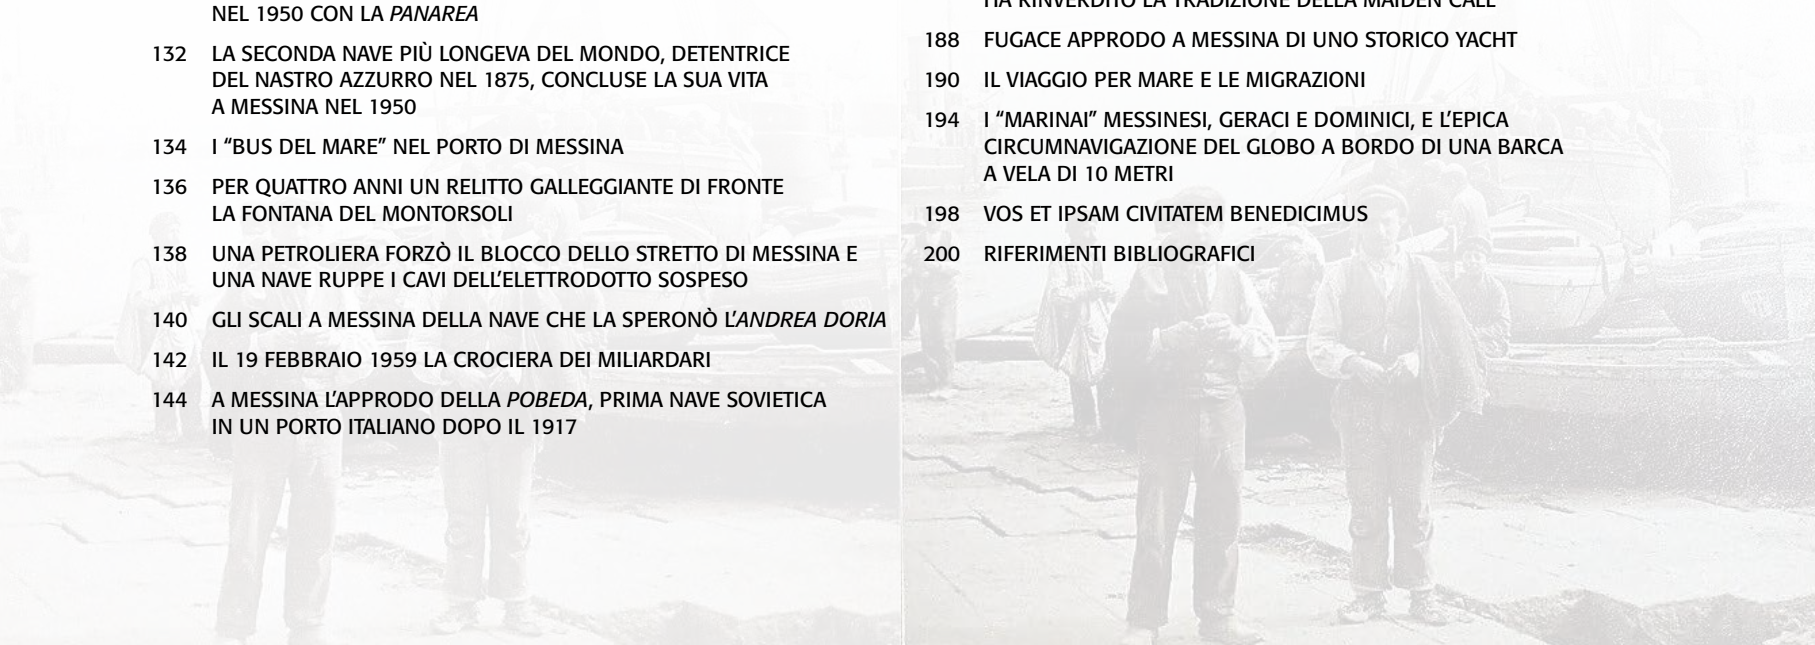 NEL 1950 CON LA PANAREA
132 LA SECONDA NAVE PIÙ LONGEVA DEL MONDO, DETENTRICE
DEL NASTRO AZZURRO NEL 1875, CONCLUSE LA SUA VITA
A MESSINA NEL 1950
134 I “BUS DEL MARE” NEL PORTO DI MESSINA
136 PER QUATTRO ANNI UN RELITTO GALLEGGIANTE DI FRONTE
LA FONTANA DEL MONTORSOLI
138 UNA PETROLIERA FORZÒ IL BLOCCO DELLO STRETTO DI MESSINA E
UNA NAVE RUPPE I CAVI DELL’ELETTRODOTTO SOSPESO
140 GLI SCALI A MESSINA DELLA NAVE CHE LA SPERONÒ L’ANDREA DORIA
142 IL 19 FEBBRAIO 1959 LA CROCIERA DEI MILIARDARI
144 A MESSINA L’APPRODO DELLA POBEDA, PRIMA NAVE SOVIETICA
IN UN PORTO ITALIANO DOPO IL 1917
HA RINVERDITO LA TRADIZIONE DELLA MAIDEN CALL
188 FUGACE APPRODO A MESSINA DI UNO STORICO YACHT
190 IL VIAGGIO PER MARE E LE MIGRAZIONI
194 I “MARINAI” MESSINESI, GERACI E DOMINICI, E L’EPICA
CIRCUMNAVIGAZIONE DEL GLOBO A BORDO DI UNA BARCA
A VELA DI 10 METRI
198 VOS ET IPSAM CIVITATEM BENEDICIMUS
200 RIFERIMENTI BIBLIOGRAFICI